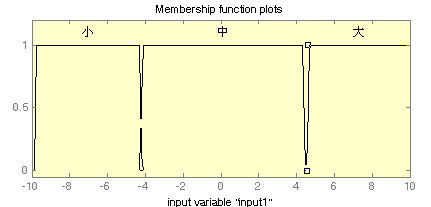 Membership function plots
小 中 大
1
0.5
0
-10 -8 -6 -4 -2 0 2 4 6 8 10
input variable "input1"